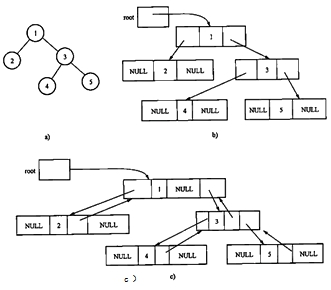 root
1
1
2
3
NULL 2 NULL
3
4
5
NULL 4 NULL
NULL 5 NULL
a)
b)
root
1 NULL
NULL 2
3
NULL 4
NULL 5 NULL
c) c)